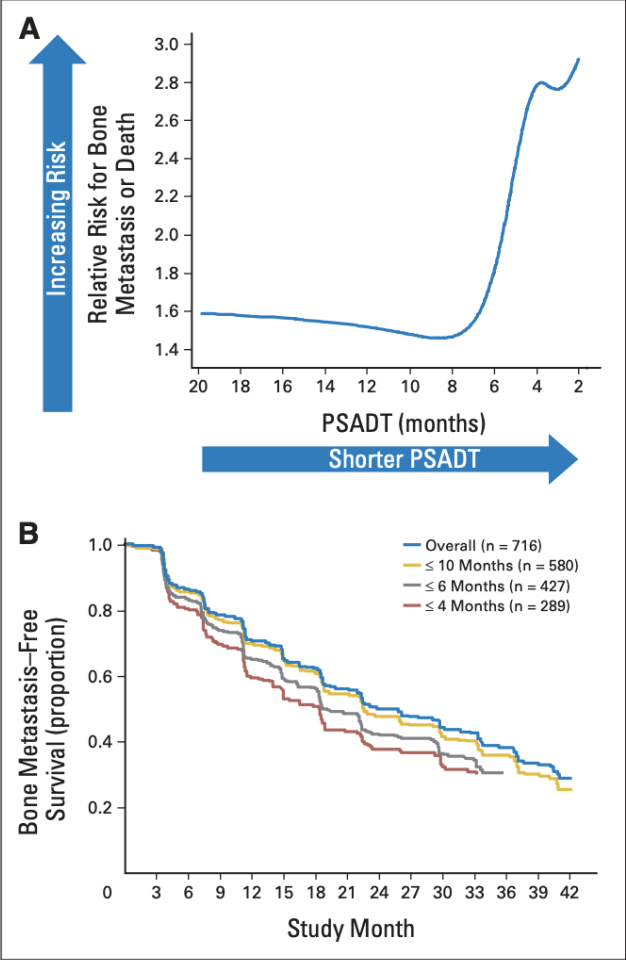 A
Increasing Risk
Relative Risk for Bone
Metastasis or Death
3.0
2.8
2.6
2.4
2.2
2.0
1.8
1.6
1.4
20 18 16 14 12 10 8 6 4 2
PSADT (months)
Shorter PSADT
B
Bone Metastasis–Free
Survival (proportion)
1.0
0.8
0.6
0.4
0.2
Overall (n = 716)
≤ 10 Months (n = 580)
≤ 6 Months (n = 427)
≤ 4 Months (n = 289)
0 3 6 9 12 15 18 21 24 27 30 33 36 39 42
Study Month